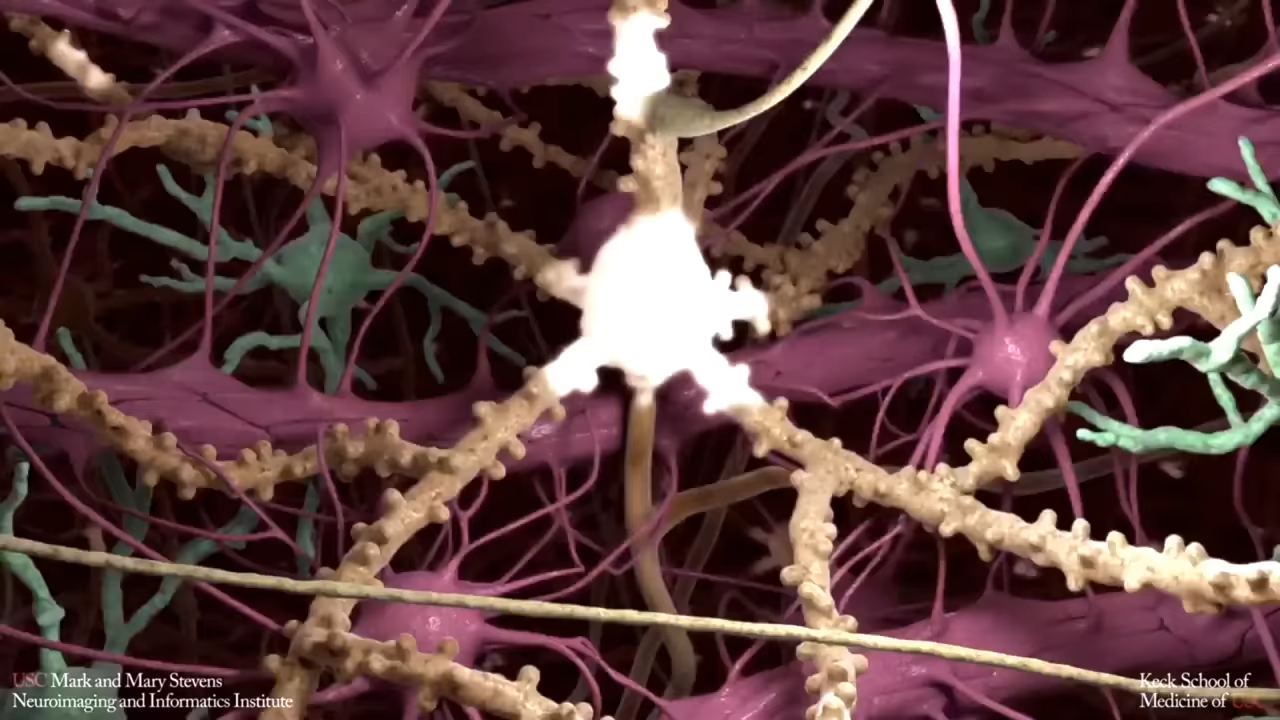 USC Mark and Mary Stevens
Neuroimaging and Informatics Institute
Keck School of
Medicine of USC